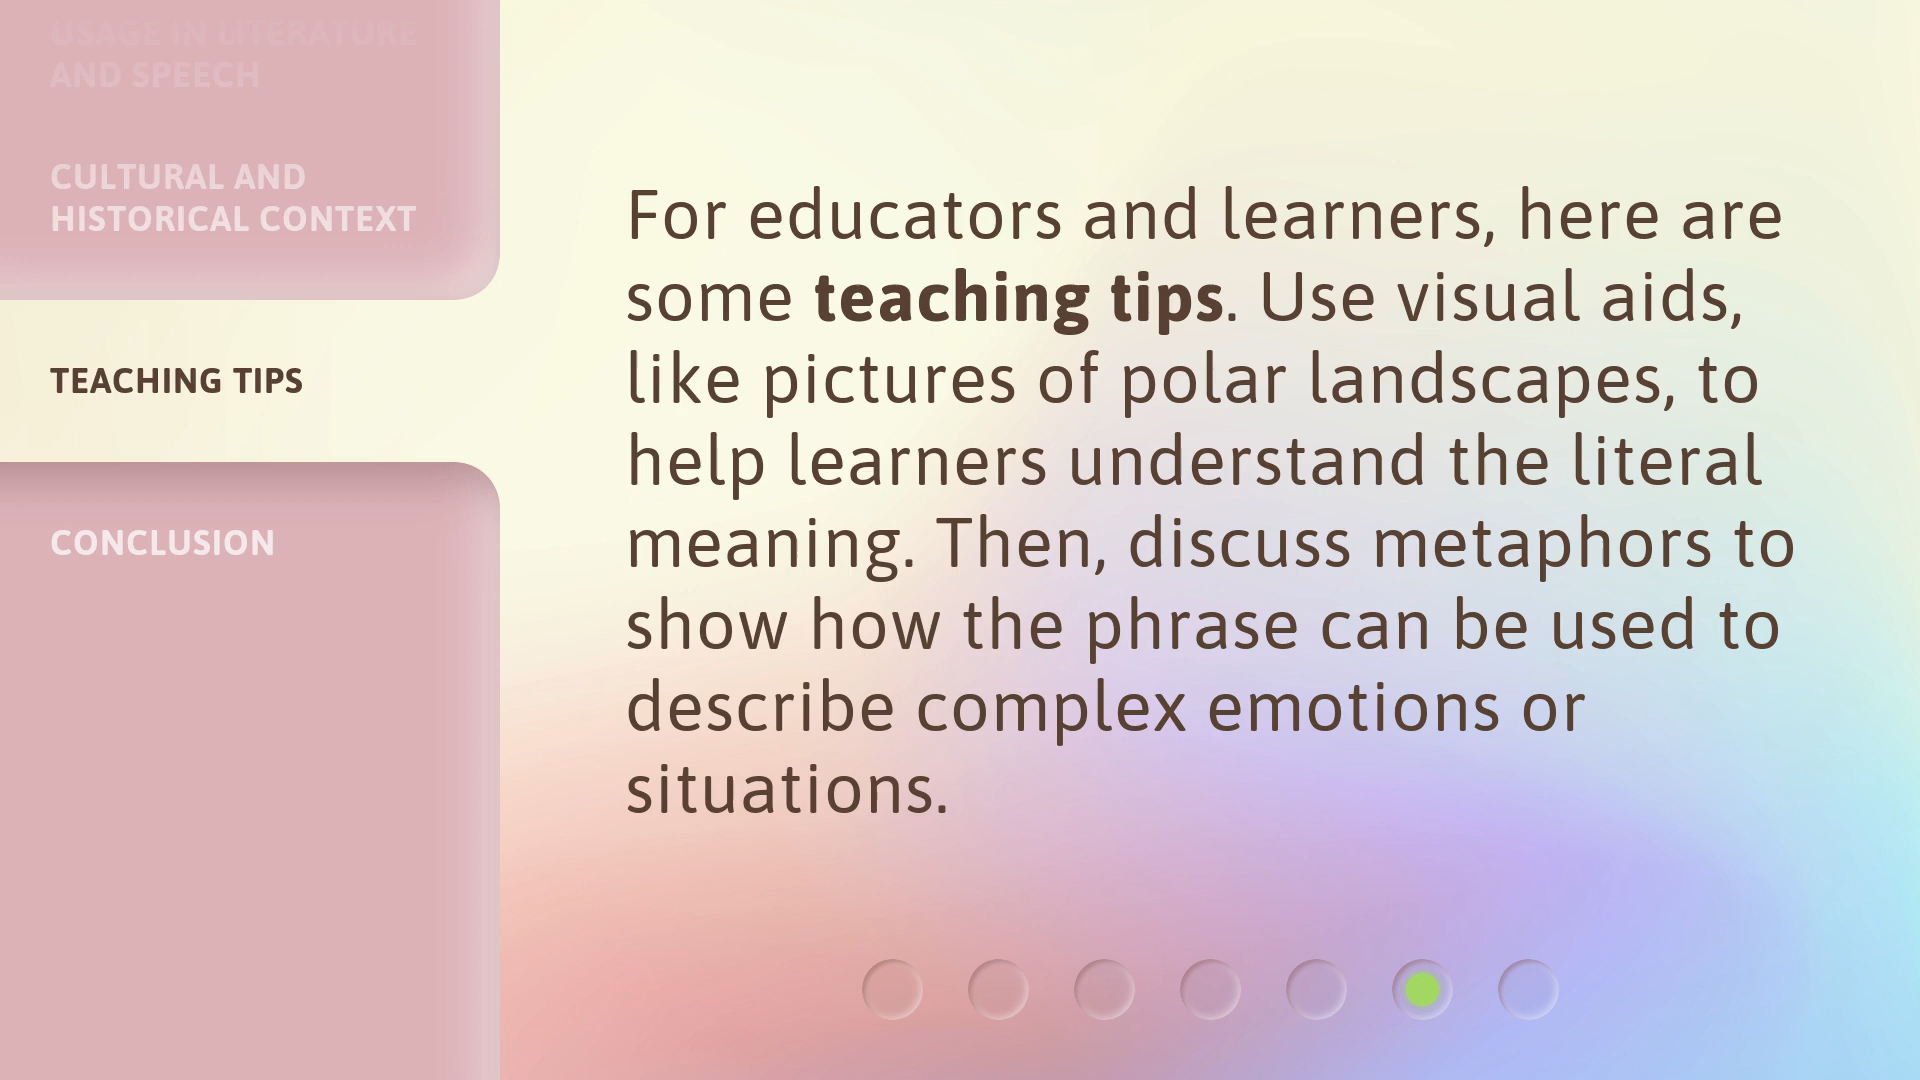 USAGE IN LITERATURE
AND SPEECH
CULTURAL AND
HISTORICAL CONTEXT
TEACHING TIPS
CONCLUSION
For educators and learners, here are
some teaching tips. Use visual aids,
like pictures of polar landscapes, to
help learners understand the literal
meaning. Then, discuss metaphors to
show how the phrase can be used to
describe complex emotions or
situations.